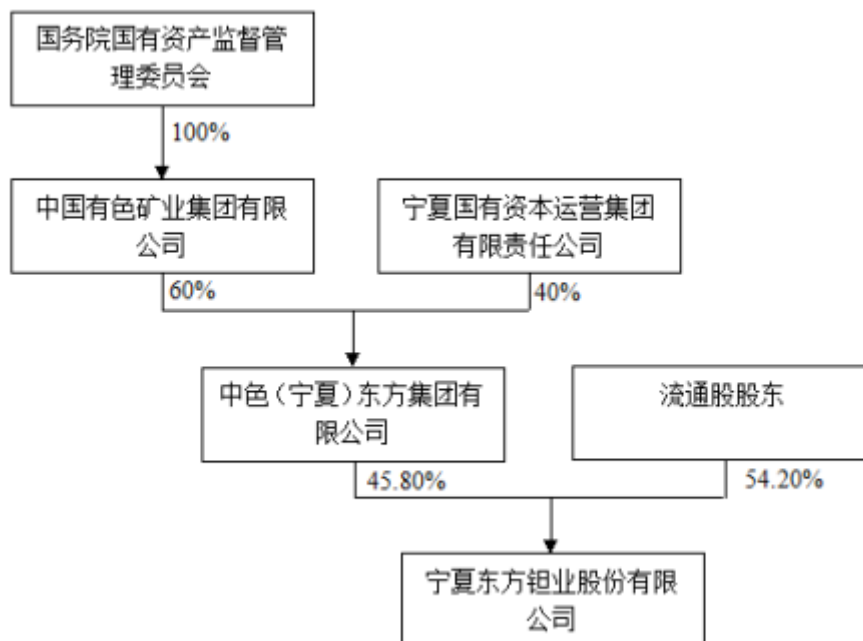 国务院国有资产监督管
理委员会
100%
中国有色矿业集团有限
公司
宁夏国有资本运营集团
有限责任公司
60%
40%
中色（宁夏）东方集团有
限公司
流通股股东
45.80%
54.20%
宁夏东方钽业股份有限
公司